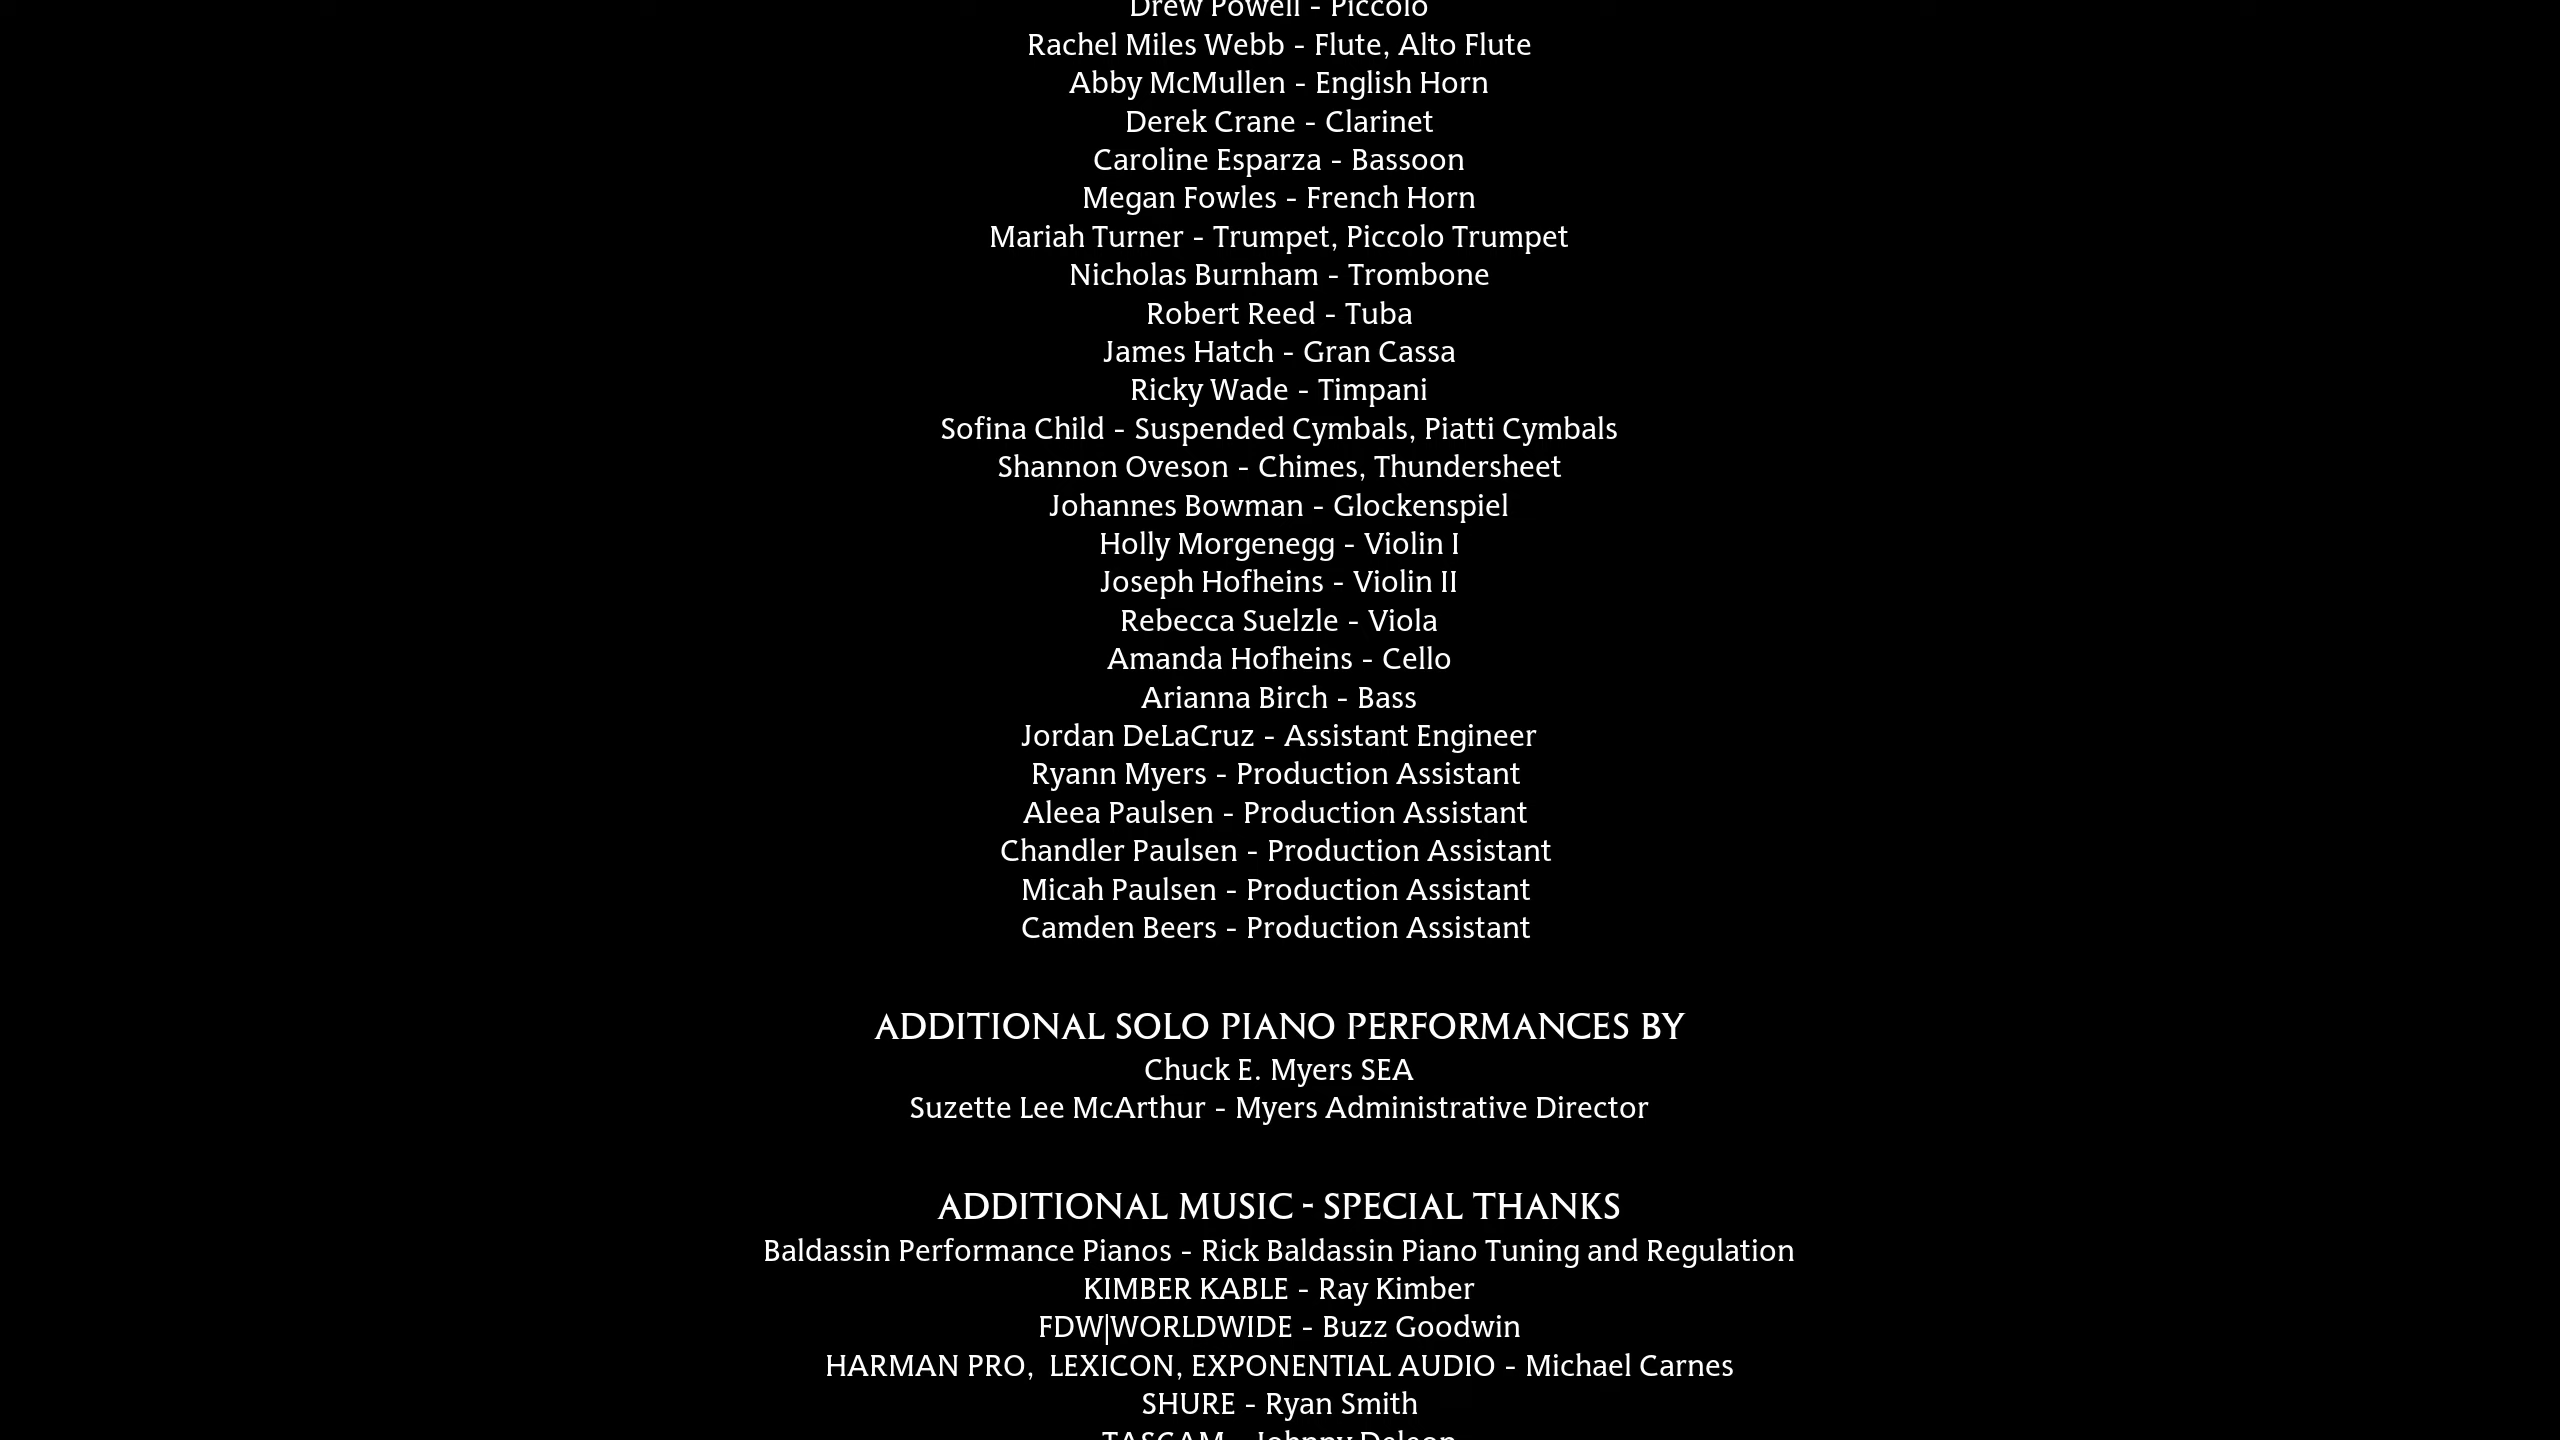 Drew Powell - Piccolo
Rachel Miles Webb - Flute, Alto Flute
Abby McMullen - English Horn
Derek Crane - Clarinet
Caroline Esparza - Bassoon
Megan Fowles - French Horn
Mariah Turner - Trumpet, Piccolo Trumpet
Nicholas Burnham - Trombone
Robert Reed - Tuba
James Hatch - Gran Cassa
Ricky Wade - Timpani
Sofina Child - Suspended Cymbals, Piatti Cymbals
Shannon Oveson - Chimes, Thundersheet
Johannes Bowman - Glockenspiel
Holly Morgenegg - Violin I
Joseph Hofheins - Violin II
Rebecca Suelzle - Viola
Amanda Hofheins - Cello
Arianna Birch - Bass
Jordan DeLaCruz - Assistant Engineer
Ryann Myers - Production Assistant
Aleea Paulsen - Production Assistant
Chandler Paulsen - Production Assistant
Micah Paulsen - Production Assistant
Camden Beers - Production Assistant
ADDITIONAL SOLO PIANO PERFORMANCES BY
Chuck E. Myers SEA
Suzette Lee McArthur - Myers Administrative Director
ADDITIONAL MUSIC - SPECIAL THANKS
Baldassin Performance Pianos - Rick Baldassin Piano Tuning and Regulation
KIMBER KABLE - Ray Kimber
FDW|WORLDWIDE - Buzz Goodwin
HARMAN PRO,  LEXICON, EXPONENTIAL AUDIO - Michael Carnes
SHURE - Ryan Smith
TASCAM - Johnny